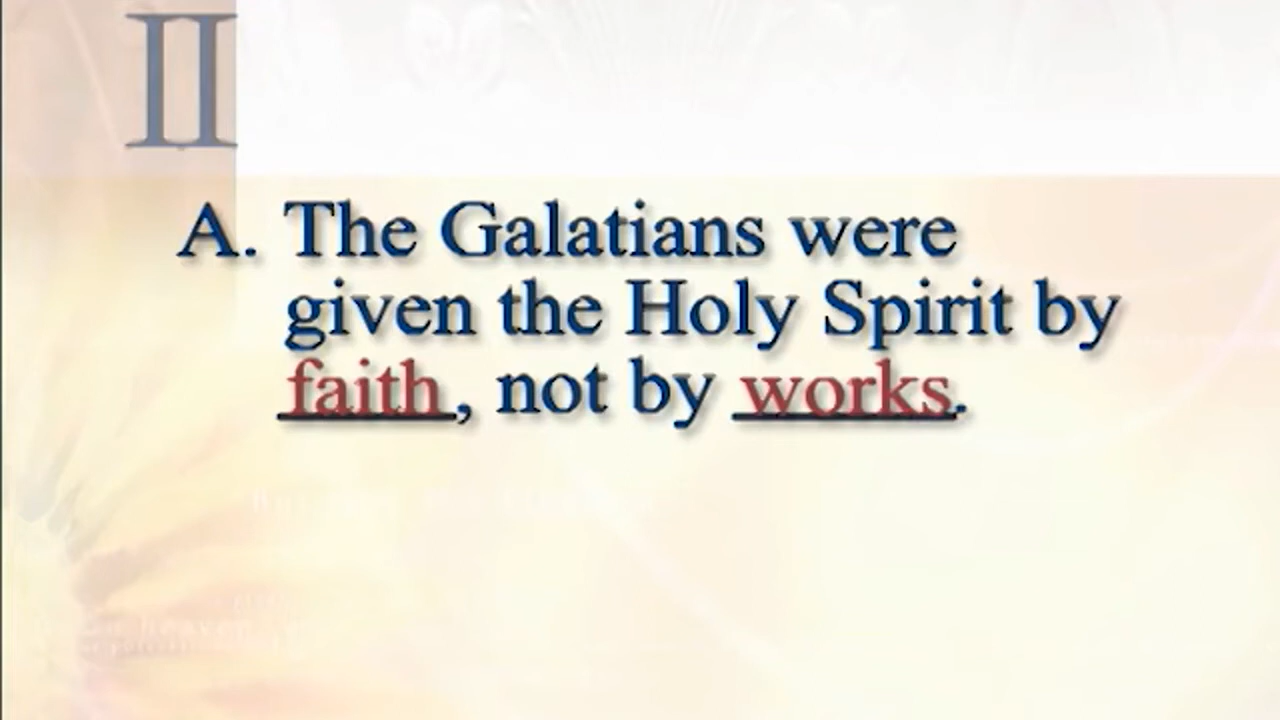 II
A. The Galatians were
given the Holy Spirit by
faith, not by works.